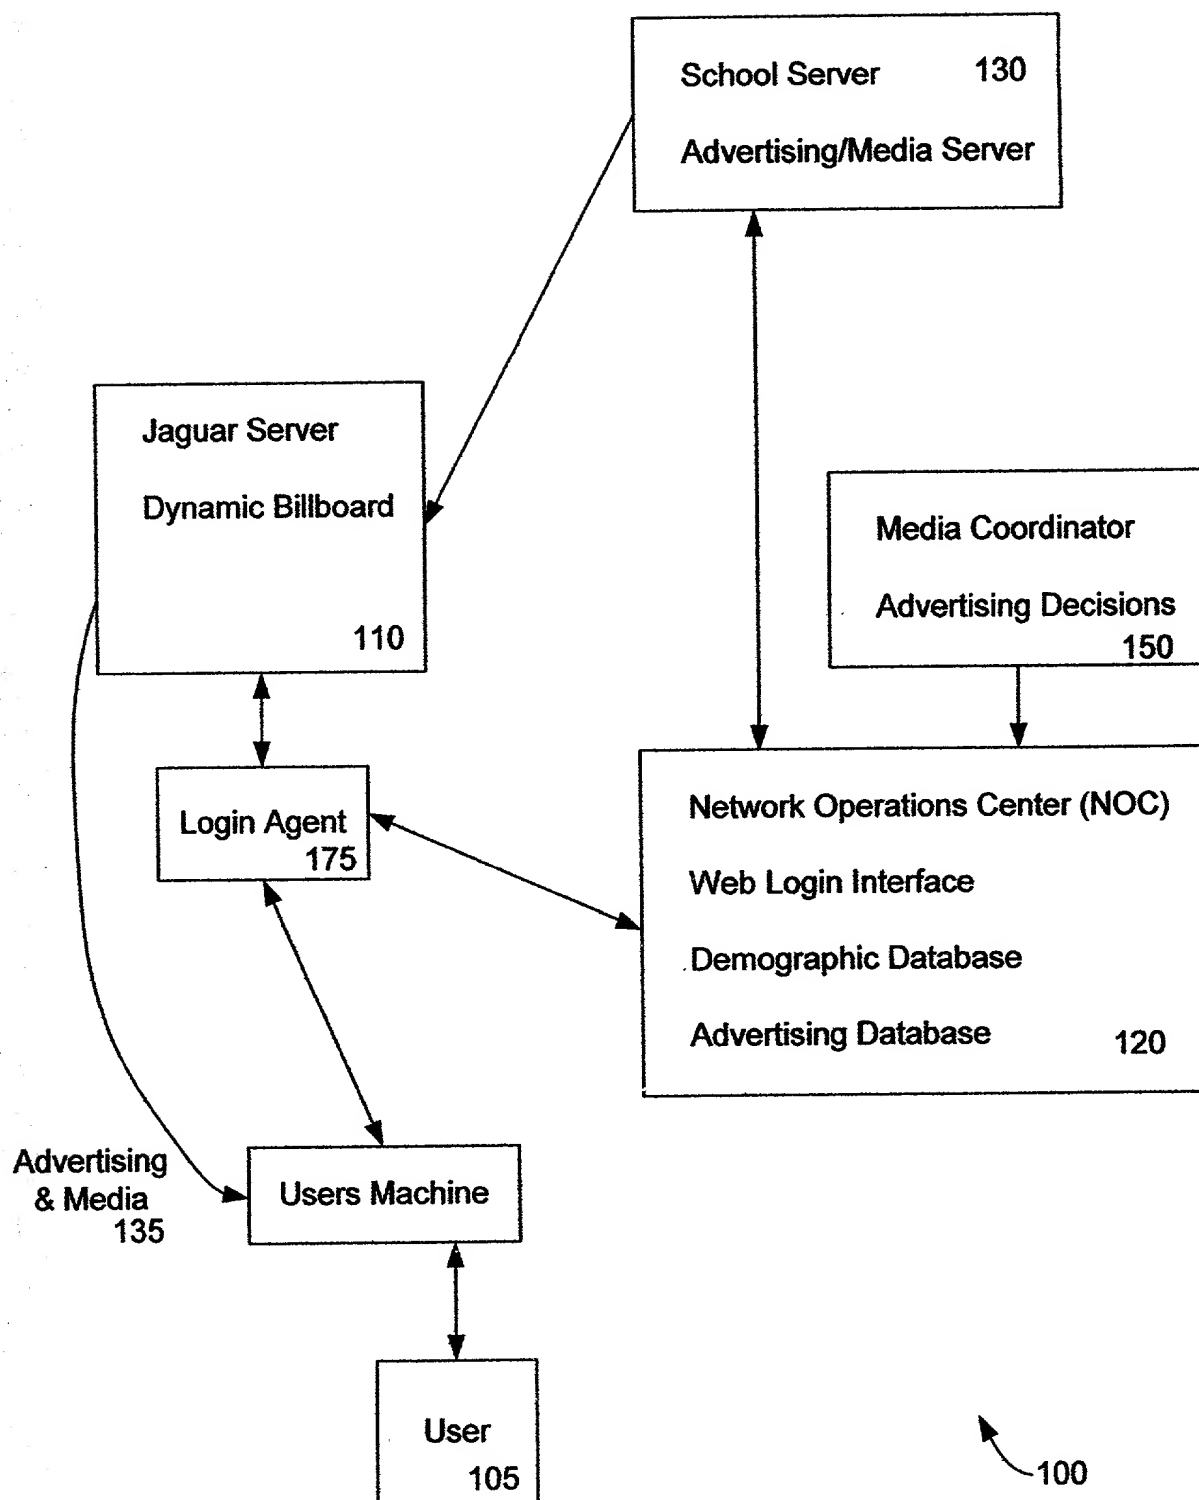 School Server 130
Advertising/Media Server
Jaguar Server
Dynamic Billboard
110
Media Coordinator
Advertising Decisions
150
Login Agent
175
Network Operations Center (NOC)
Web Login Interface
Demographic Database
Advertising Database 120
Advertising
& Media
135
Users Machine
User
105
100